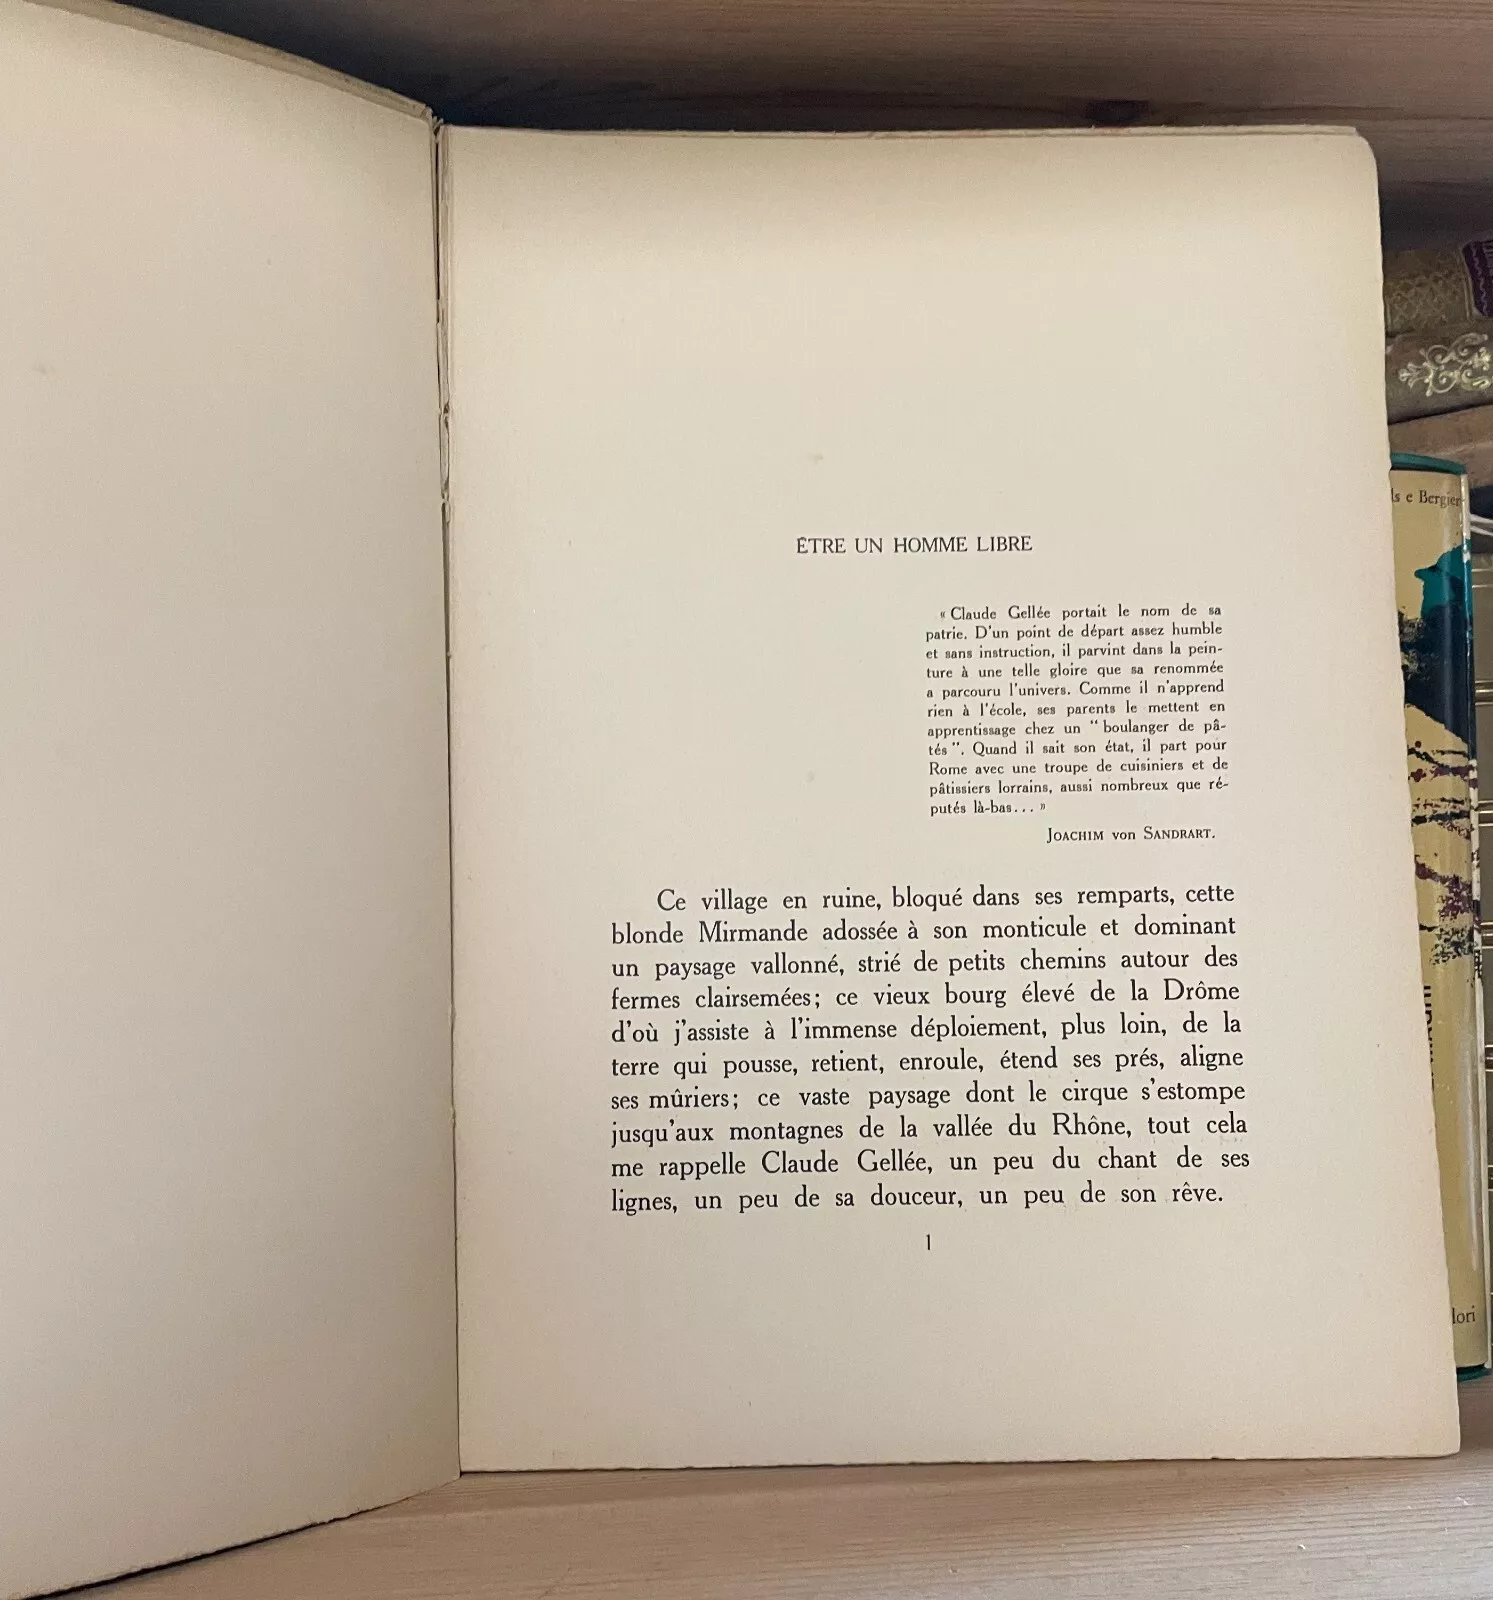 ÊTRE UN HOMME LIBRE
« Claude Gellée portait le nom de sa
patrie. D'un point de départ assez humble
et sans instruction, il parvint dans la pein-
ture à une telle gloire que sa renommée
a parcouru l'univers. Comme il n'apprend
rien à l'école, ses parents le mettent en
apprentissage chez un “ boulanger de pâ-
tés ”. Quand il sait son état, il part pour
Rome avec une troupe de cuisiniers et de
pâtissiers lorrains, aussi nombreux que ré-
putés là-bas... »
JOACHIM von SANDRART.
Ce village en ruine, bloqué dans ses remparts, cette
blonde Mirmande adossée à son monticule et dominant
un paysage vallonné, strié de petits chemins autour des
fermes clairsemées; ce vieux bourg élevé de la Drôme
d'où j'assiste à l'immense déploiement, plus loin, de la
terre qui pousse, retient, enroule, étend ses prés, aligne
ses mûriers; ce vaste paysage dont le cirque s'estompe
jusqu'aux montagnes de la vallée du Rhône, tout cela
me rappelle Claude Gellée, un peu du chant de ses
lignes, un peu de sa douceur, un peu de son rêve.
1
ls e Bergier
lori